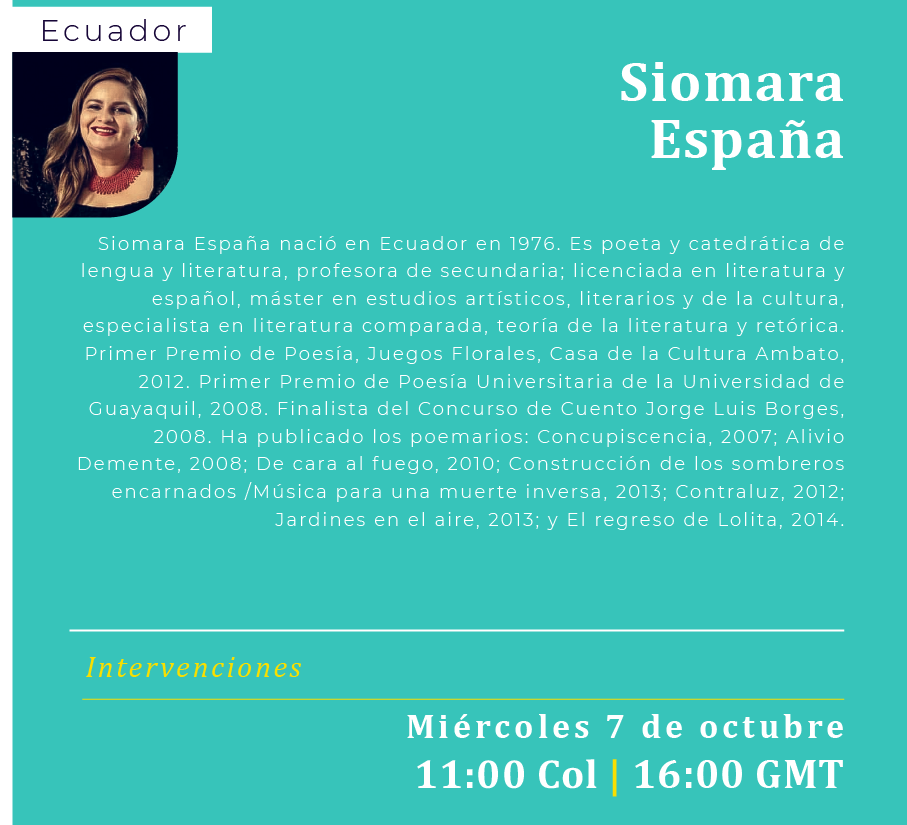 Ecuador
Siomara
España
Siomara España nació en Ecuador en 1976. Es poeta y catedrática de
lengua y literatura, profesora de secundaria; licenciada en literatura y
español, máster en estudios artísticos, literarios y de la cultura,
especialista en literatura comparada, teoría de la literatura y retórica.
Primer Premio de Poesía, Juegos Florales, Casa de la Cultura Ambato,
2012. Primer Premio de Poesía Universitaria de la Universidad de
Guayaquil, 2008. Finalista del Concurso de Cuento Jorge Luis Borges,
2008. Ha publicado los poemarios: Concupiscencia, 2007; Alivio
Demente, 2008; De cara al fuego, 2010; Construcción de los sombreros
encarnados /Música para una muerte inversa, 2013; Contraluz, 2012;
Jardines en el aire, 2013; y El regreso de Lolita, 2014.
Intervenciones
Miércoles 7 de octubre
11:00 Col | 16:00 GMT